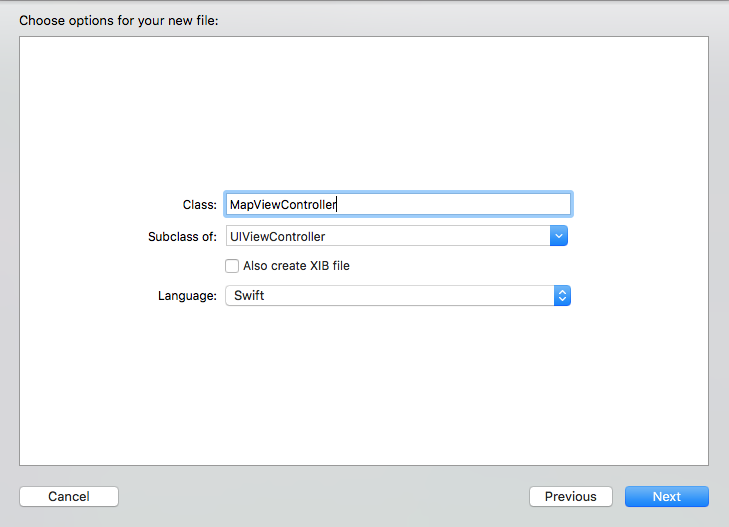 Choose options for your new file:
Class: MapViewController
Subclass of: UIViewController
Also create XIB file
Language: Swift
Cancel Previous Next